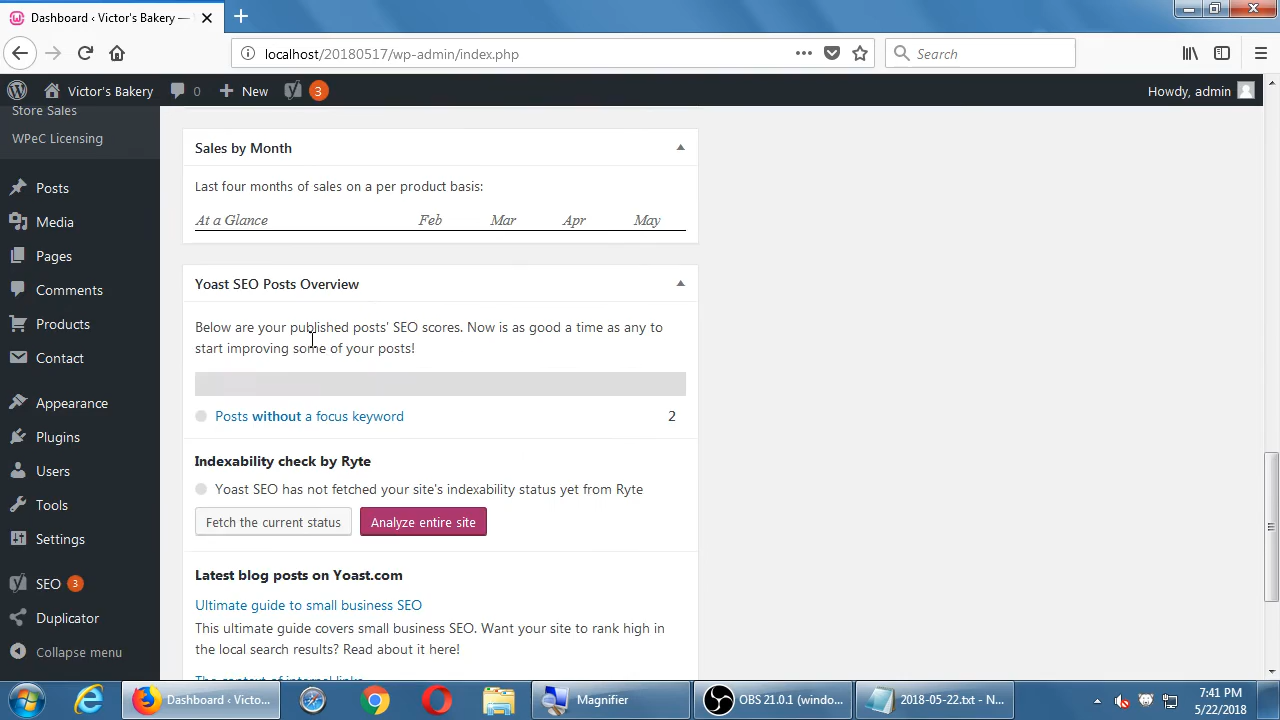 Dashboard ‹ Victor's Bakery —
localhost/20180517/wp-admin/index.php
Search
Victor's Bakery
0
New
3
Howdy, admin
Store Sales
WPeC Licensing
Posts
Media
Pages
Comments
Products
Contact
Appearance
Plugins
Users
Tools
Settings
SEO 3
Duplicator
Collapse menu
Sales by Month
Last four months of sales on a per product basis:
At a Glance Feb Mar Apr May
Yoast SEO Posts Overview
Below are your published posts' SEO scores. Now is as good a time as any to
start improving some of your posts!
Posts without a focus keyword 2
Indexability check by Ryte
Yoast SEO has not fetched your site's indexability status yet from Ryte
Fetch the current status
Analyze entire site
Latest blog posts on Yoast.com
Ultimate guide to small business SEO
This ultimate guide covers small business SEO. Want your site to rank high in
the local search results? Read about it here!
The context of internal links
Dashboard ‹ Victo...
Magnifier
OBS 21.0.1 (windo...
2018-05-22.txt - N...
7:41 PM
5/22/2018